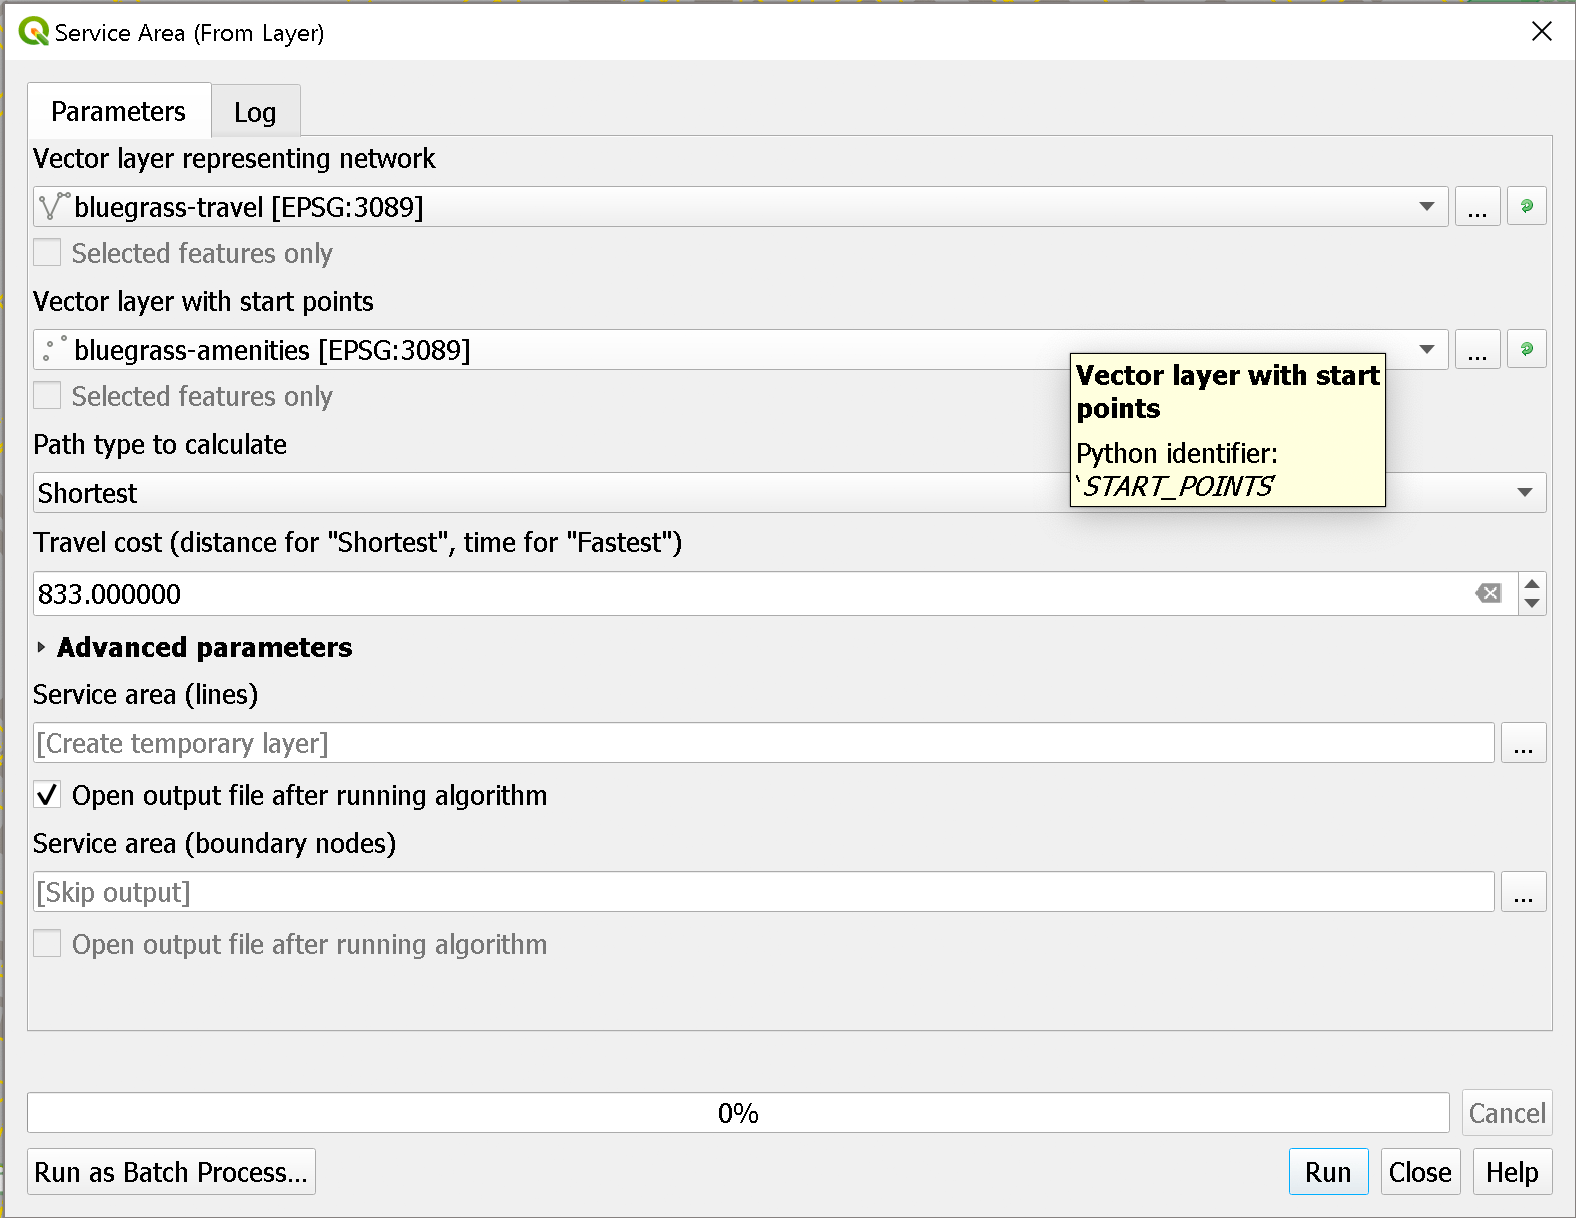 Service Area (From Layer)
Parameters
Log
Vector layer representing network
bluegrass-travel [EPSG:3089]
...
Selected features only
Vector layer with start points
bluegrass-amenities [EPSG:3089]
...
Selected features only
Vector layer with start
points
Python identifier:
‘START_POINTS’
Path type to calculate
Shortest
Travel cost (distance for "Shortest", time for "Fastest")
833.000000
Advanced parameters
Service area (lines)
[Create temporary layer]
...
Open output file after running algorithm
Service area (boundary nodes)
[Skip output]
...
Open output file after running algorithm
0%
Cancel
Run as Batch Process...
Run
Close
Help